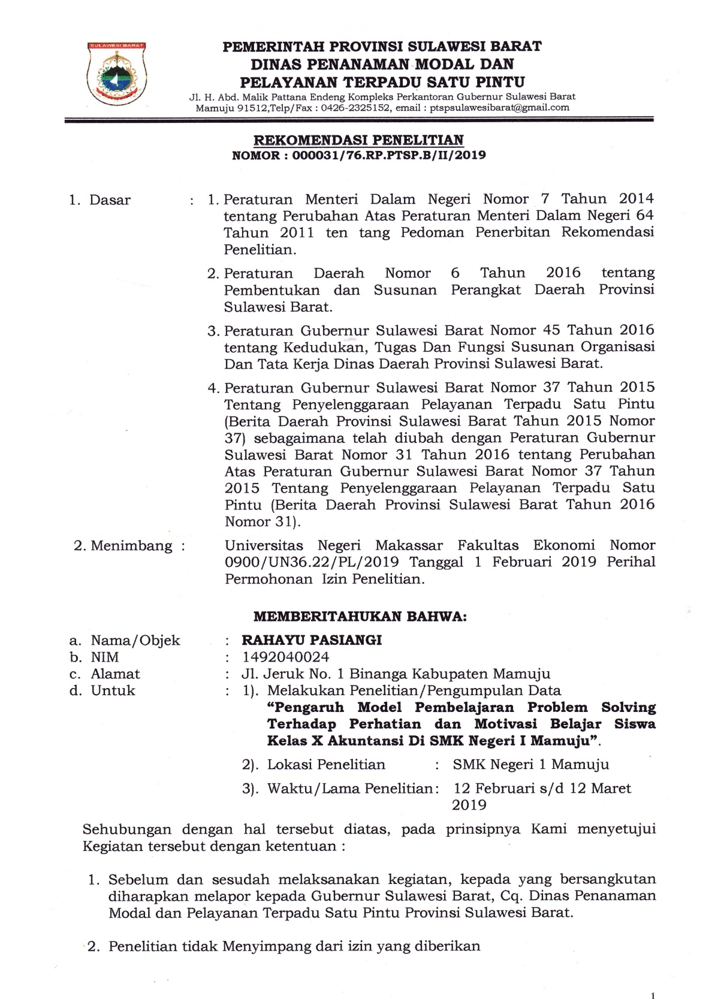 SULAWESI BARAT
PEMERINTAH PROVINSI SULAWESI BARAT
DINAS PENANAMAN MODAL DAN
PELAYANAN TERPADU SATU PINTU
Jl. H. Abd. Malik Pattana Endeng Kompleks Perkantoran Gubernur Sulawesi Barat
Mamuju 91512,Telp/Fax : 0426-2325152, email : ptspsulawesibarat@gmail.com
REKOMENDASI PENELITIAN
NOMOR : 000031/76.RP.PTSP.B/II/2019
1. Dasar : 1. Peraturan Menteri Dalam Negeri Nomor 7 Tahun 2014
tentang Perubahan Atas Peraturan Menteri Dalam Negeri 64
Tahun 2011 ten tang Pedoman Penerbitan Rekomendasi
Penelitian.
2. Peraturan Daerah Nomor 6 Tahun 2016 tentang
Pembentukan dan Susunan Perangkat Daerah Provinsi
Sulawesi Barat.
3. Peraturan Gubernur Sulawesi Barat Nomor 45 Tahun 2016
tentang Kedudukan, Tugas Dan Fungsi Susunan Organisasi
Dan Tata Kerja Dinas Daerah Provinsi Sulawesi Barat.
4. Peraturan Gubernur Sulawesi Barat Nomor 37 Tahun 2015
Tentang Penyelenggaraan Pelayanan Terpadu Satu Pintu
(Berita Daerah Provinsi Sulawesi Barat Tahun 2015 Nomor
37) sebagaimana telah diubah dengan Peraturan Gubernur
Sulawesi Barat Nomor 31 Tahun 2016 tentang Perubahan
Atas Peraturan Gubernur Sulawesi Barat Nomor 37 Tahun
2015 Tentang Penyelenggaraan Pelayanan Terpadu Satu
Pintu (Berita Daerah Provinsi Sulawesi Barat Tahun 2016
Nomor 31).
2. Menimbang : Universitas Negeri Makassar Fakultas Ekonomi Nomor
0900/UN36.22/PL/2019 Tanggal 1 Februari 2019 Perihal
Permohonan Izin Penelitian.
MEMBERITAHUKAN BAHWA:
a. Nama/Objek : RAHAYU PASIANGI
b. NIM : 1492040024
c. Alamat : Jl. Jeruk No. 1 Binanga Kabupaten Mamuju
d. Untuk : 1). Melakukan Penelitian/Pengumpulan Data
“Pengaruh Model Pembelajaran Problem Solving
Terhadap Perhatian dan Motivasi Belajar Siswa
Kelas X Akuntansi Di SMK Negeri I Mamuju”.
2). Lokasi Penelitian : SMK Negeri 1 Mamuju
3). Waktu/Lama Penelitian: 12 Februari s/d 12 Maret
2019
Sehubungan dengan hal tersebut diatas, pada prinsipnya Kami menyetujui
Kegiatan tersebut dengan ketentuan :
1. Sebelum dan sesudah melaksanakan kegiatan, kepada yang bersangkutan
diharapkan melapor kepada Gubernur Sulawesi Barat, Cq. Dinas Penanaman
Modal dan Pelayanan Terpadu Satu Pintu Provinsi Sulawesi Barat.
2. Penelitian tidak Menyimpang dari izin yang diberikan
1